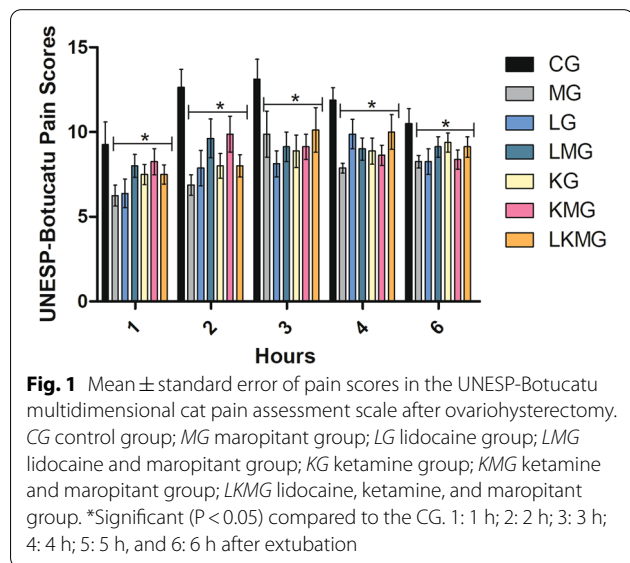 15
10
5
0
UNESP-Botucatu Pain Scores
*
*
*
*
*
1 2 3 4 6
Hours
CG
MG
LG
LMG
KG
KMG
LKMG
Fig. 1 Mean ± standard error of pain scores in the UNESP-Botucatu
multidimensional cat pain assessment scale after ovariohysterectomy.
CG control group; MG maropitant group; LG lidocaine group; LMG
lidocaine and maropitant group; KG ketamine group; KMG ketamine
and maropitant group; LKMG lidocaine, ketamine, and maropitant
group. *Significant (P < 0.05) compared to the CG. 1: 1 h; 2: 2 h; 3: 3 h;
4: 4 h; 5: 5 h, and 6: 6 h after extubation